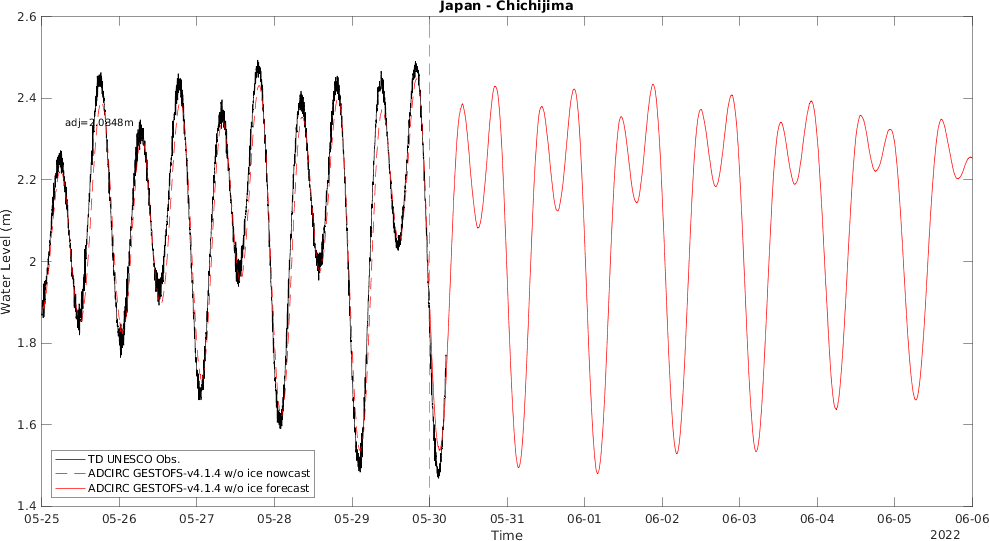 Japan - Chichijima
2.6
2.4
2.2
2
1.8
1.6
1.4
Water Level (m)
adj=2.0848m
TD UNESCO Obs.
ADCIRC GESTOFS-v4.1.4 w/o ice nowcast
ADCIRC GESTOFS-v4.1.4 w/o ice forecast
05-25 05-26 05-27 05-28 05-29 05-30 05-31 06-01 06-02 06-03 06-04 06-05 06-06
Time
2022